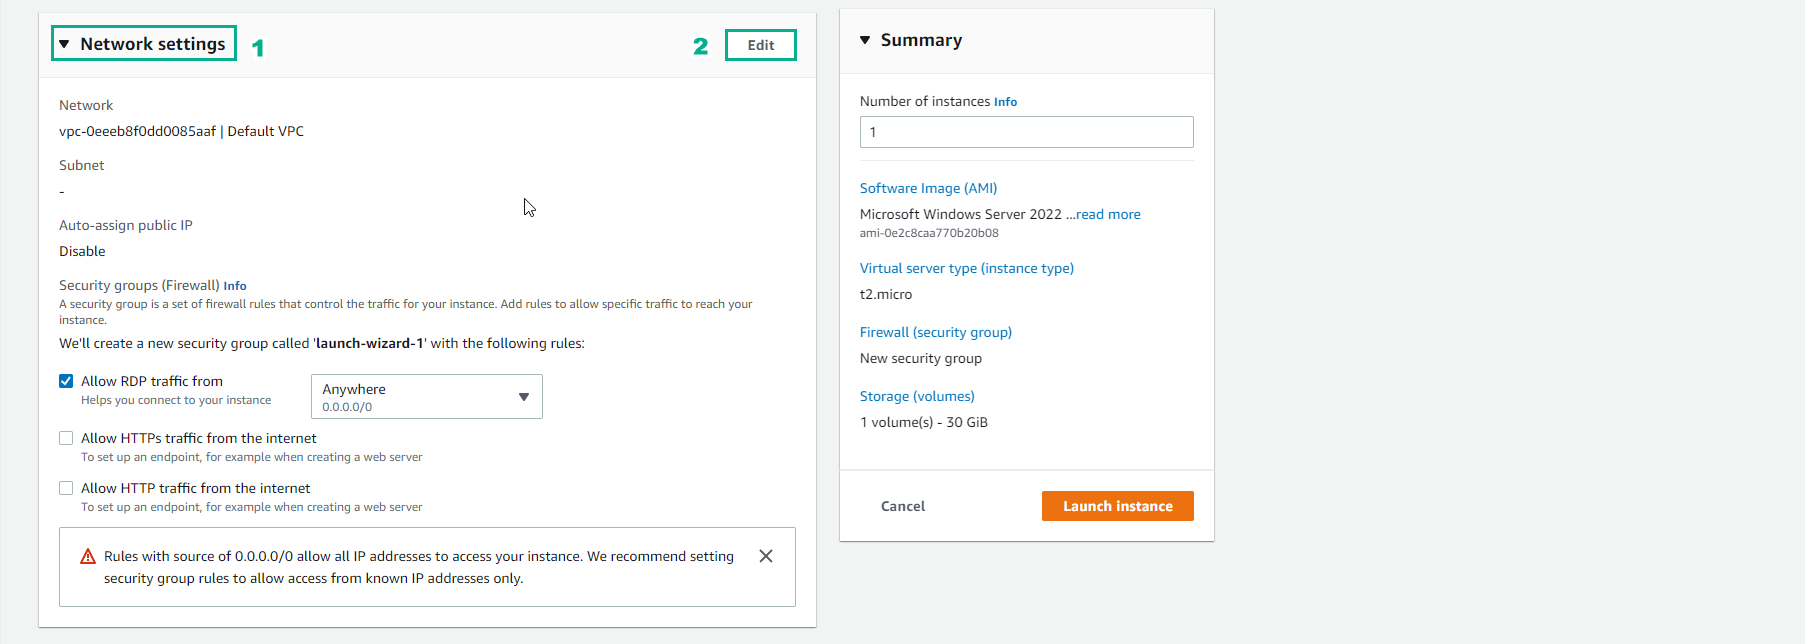 Network settings
1
2
Edit
Network
vpc-0eeeb8f0dd0085aaf | Default VPC
Subnet
-
Auto-assign public IP
Disable
Security groups (Firewall) Info
A security group is a set of firewall rules that control the traffic for your instance. Add rules to allow specific traffic to reach your
instance.
We'll create a new security group called 'launch-wizard-1' with the following rules:
Allow RDP traffic from
Helps you connect to your instance
Anywhere
0.0.0.0/0
Allow HTTPs traffic from the internet
To set up an endpoint, for example when creating a web server
Allow HTTP traffic from the internet
To set up an endpoint, for example when creating a web server
Rules with source of 0.0.0.0/0 allow all IP addresses to access your instance. We recommend setting
security group rules to allow access from known IP addresses only.
Summary
Number of instances Info
1
Software Image (AMI)
Microsoft Windows Server 2022 ...read more
ami-0e2c8caa770b20b08
Virtual server type (instance type)
t2.micro
Firewall (security group)
New security group
Storage (volumes)
1 volume(s) - 30 GiB
Cancel
Launch instance